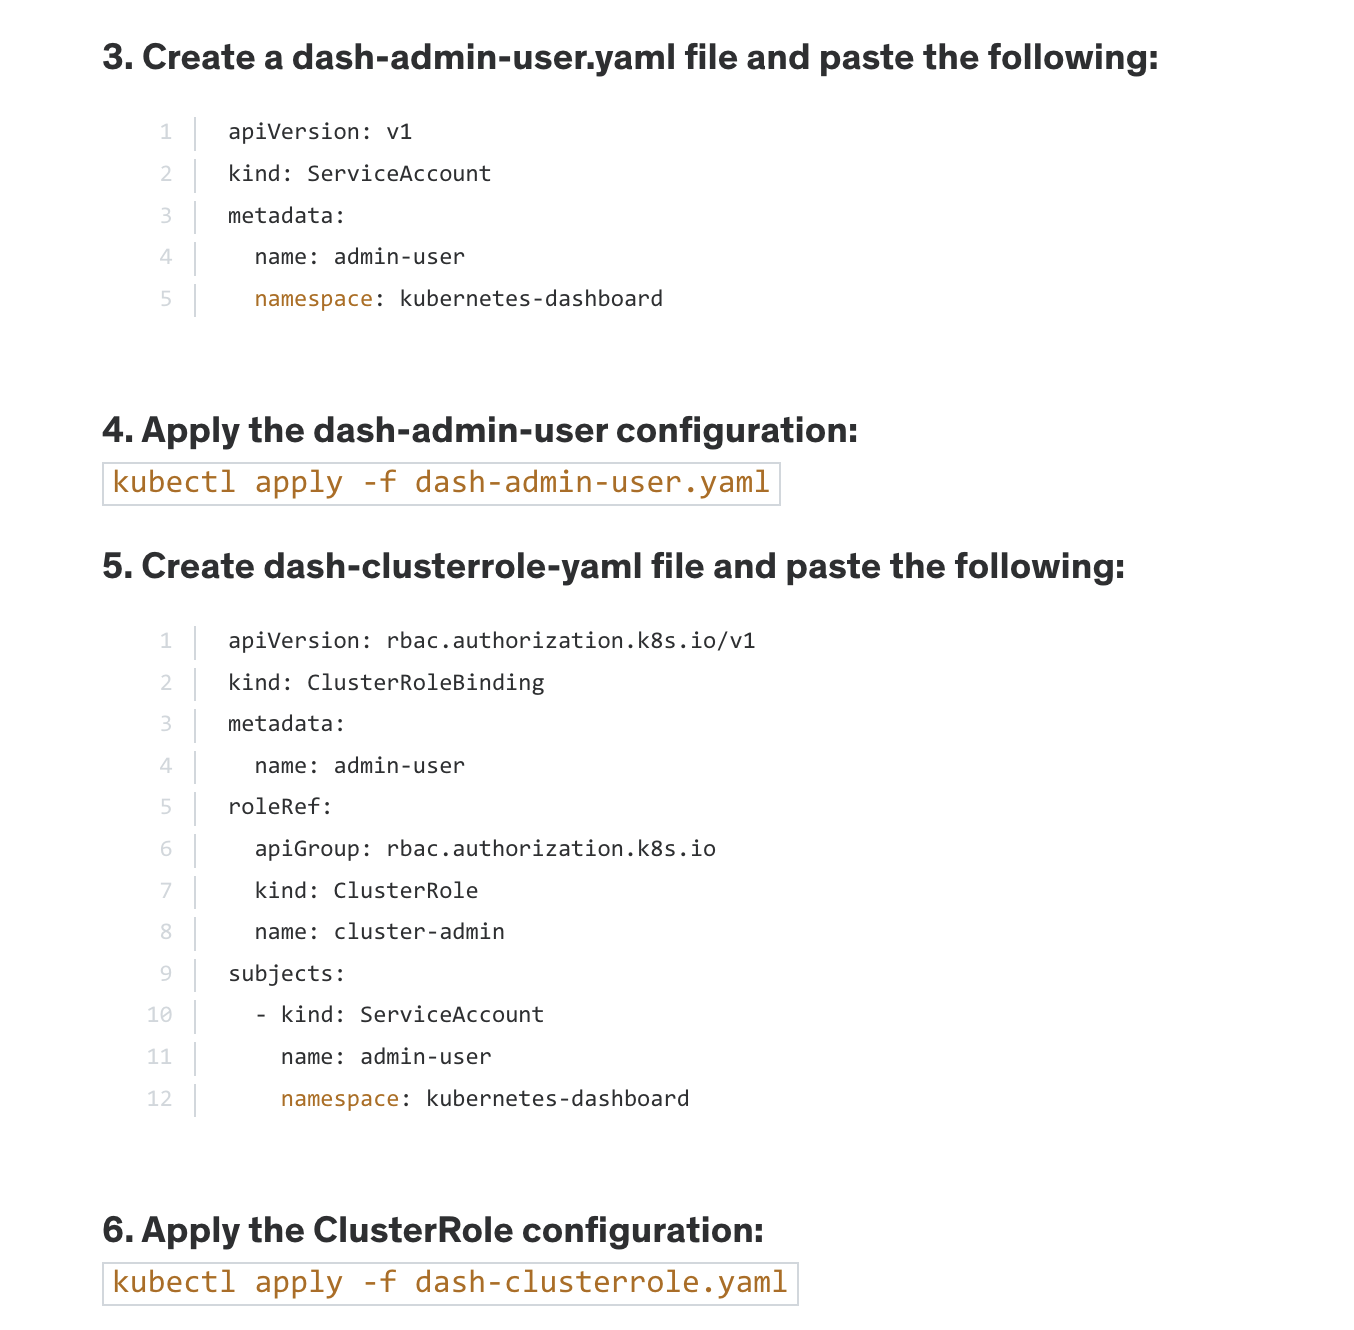 3. Create a dash-admin-user.yaml file and paste the following:
1 apiVersion: v1
2 kind: ServiceAccount
3 metadata:
4   name: admin-user
5   namespace: kubernetes-dashboard
4. Apply the dash-admin-user configuration:
kubectl apply -f dash-admin-user.yaml
5. Create dash-clusterrole-yaml file and paste the following:
1 apiVersion: rbac.authorization.k8s.io/v1
2 kind: ClusterRoleBinding
3 metadata:
4   name: admin-user
5 roleRef:
6   apiGroup: rbac.authorization.k8s.io
7   kind: ClusterRole
8   name: cluster-admin
9 subjects:
10   - kind: ServiceAccount
11     name: admin-user
12     namespace: kubernetes-dashboard
6. Apply the ClusterRole configuration:
kubectl apply -f dash-clusterrole.yaml